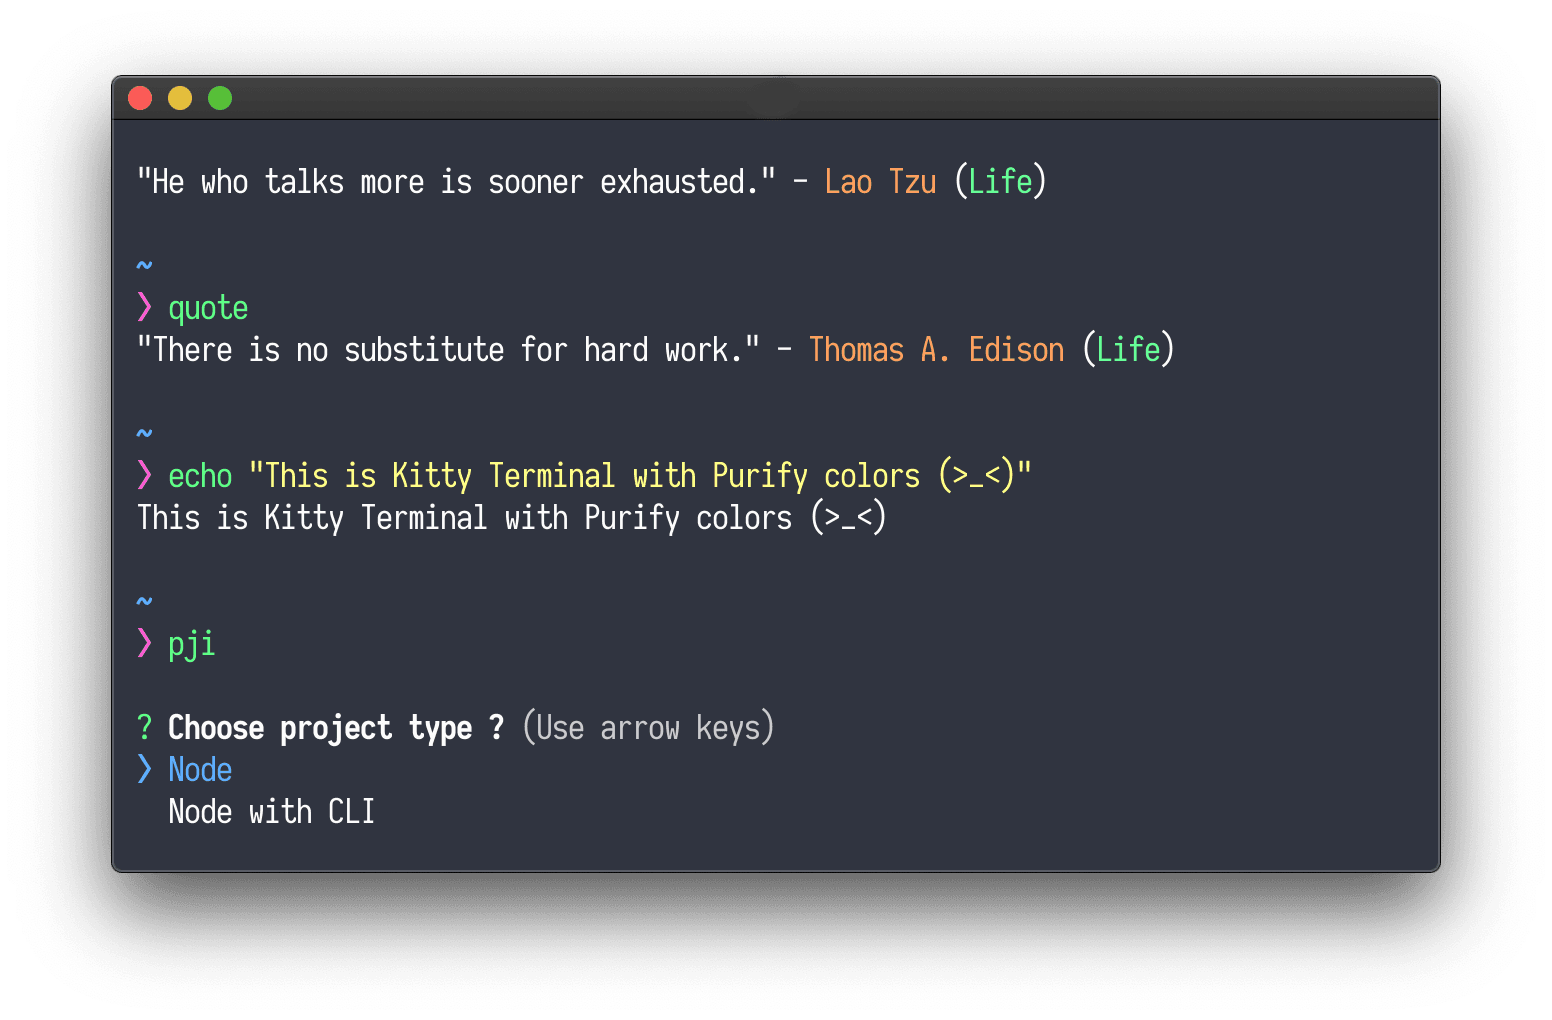 "He who talks more is sooner exhausted." - Lao Tzu (Life)
~
❯ quote
"There is no substitute for hard work." - Thomas A. Edison (Life)
~
❯ echo "This is Kitty Terminal with Purify colors (>_<)"
This is Kitty Terminal with Purify colors (>_<)
~
❯ pji
? Choose project type ? (Use arrow keys)
❯ Node
Node with CLI